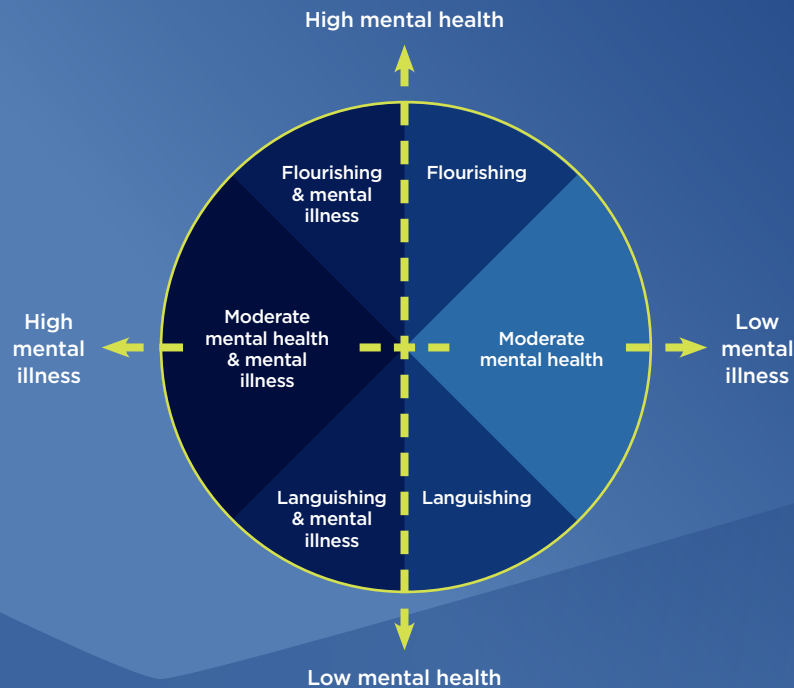 High mental health
Flourishing
& mental
illness
Flourishing
High
mental
illness
Moderate
mental health
& mental
illness
Moderate
mental health
Low
mental
illness
Languishing
& mental
illness
Languishing
Low mental health